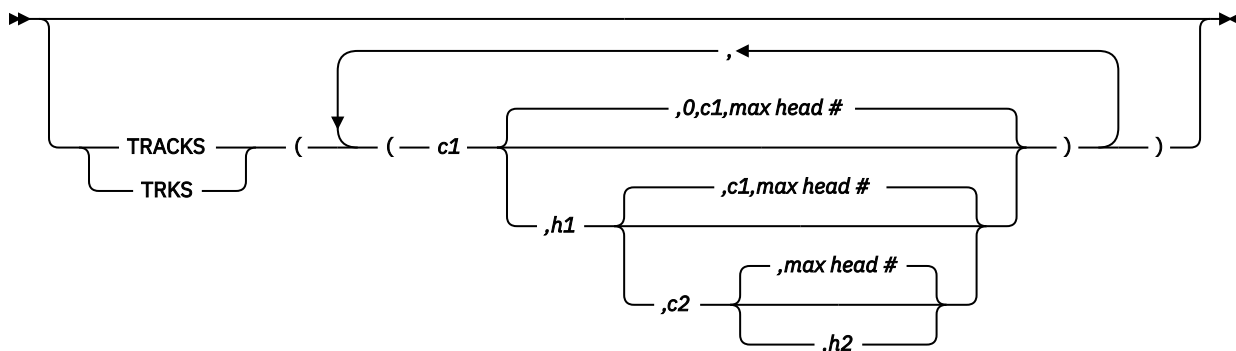 ,
,0,c1,max head #
TRACKS ( ( c1 ) )
TRKS
,c1,max head #
,h1
,max head #
,c2
,h2